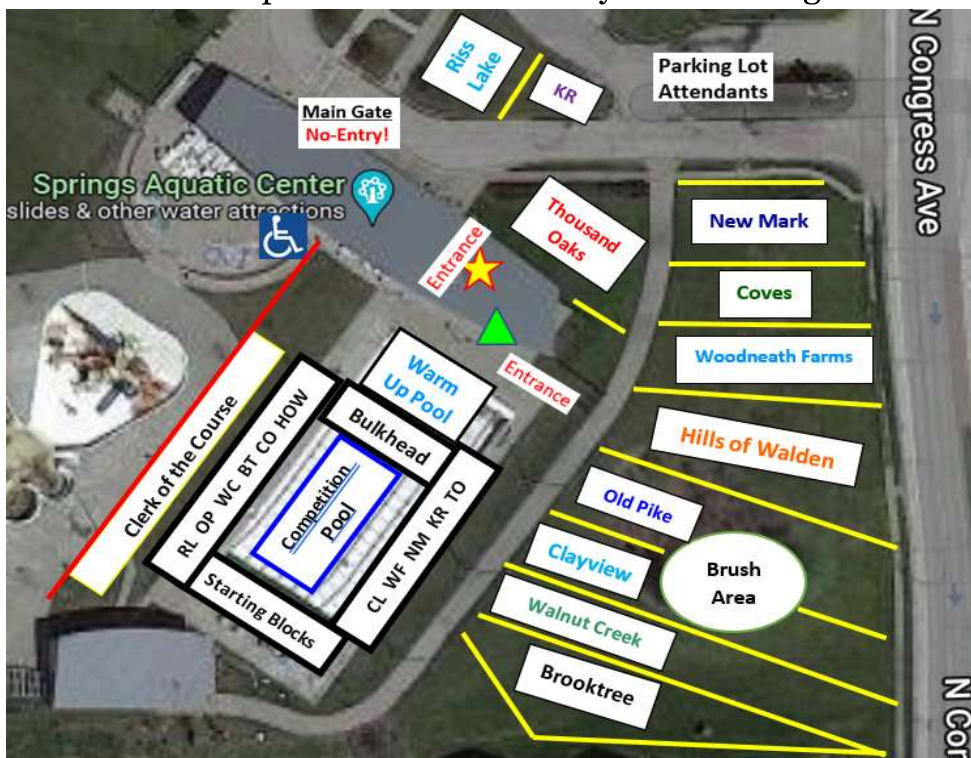 Riss
Lake
KR
Parking Lot
Attendants
N Congress Ave
Main Gate
No-Entry!
Springs Aquatic Center
slides & other water attractions
Thousand
Oaks
New Mark
Entrance
Coves
Woodneath Farms
Warm
Up Pool
Entrance
Bulkhead
Hills of Walden
Clerk of the Course
RL OP WC BT CO HOW
Competition
Pool
CL WF NM KR TO
Old Pike
Clayview
Brush
Area
Starting Blocks
Walnut Creek
Brooktree
N Cor